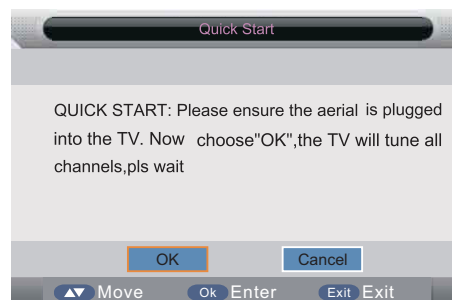 Quick Start
QUICK START: Please ensure the aerial is plugged
into the TV. Now choose"OK",the TV will tune all
channels,pls wait
OK Cancel
Move Ok Enter Exit Exit